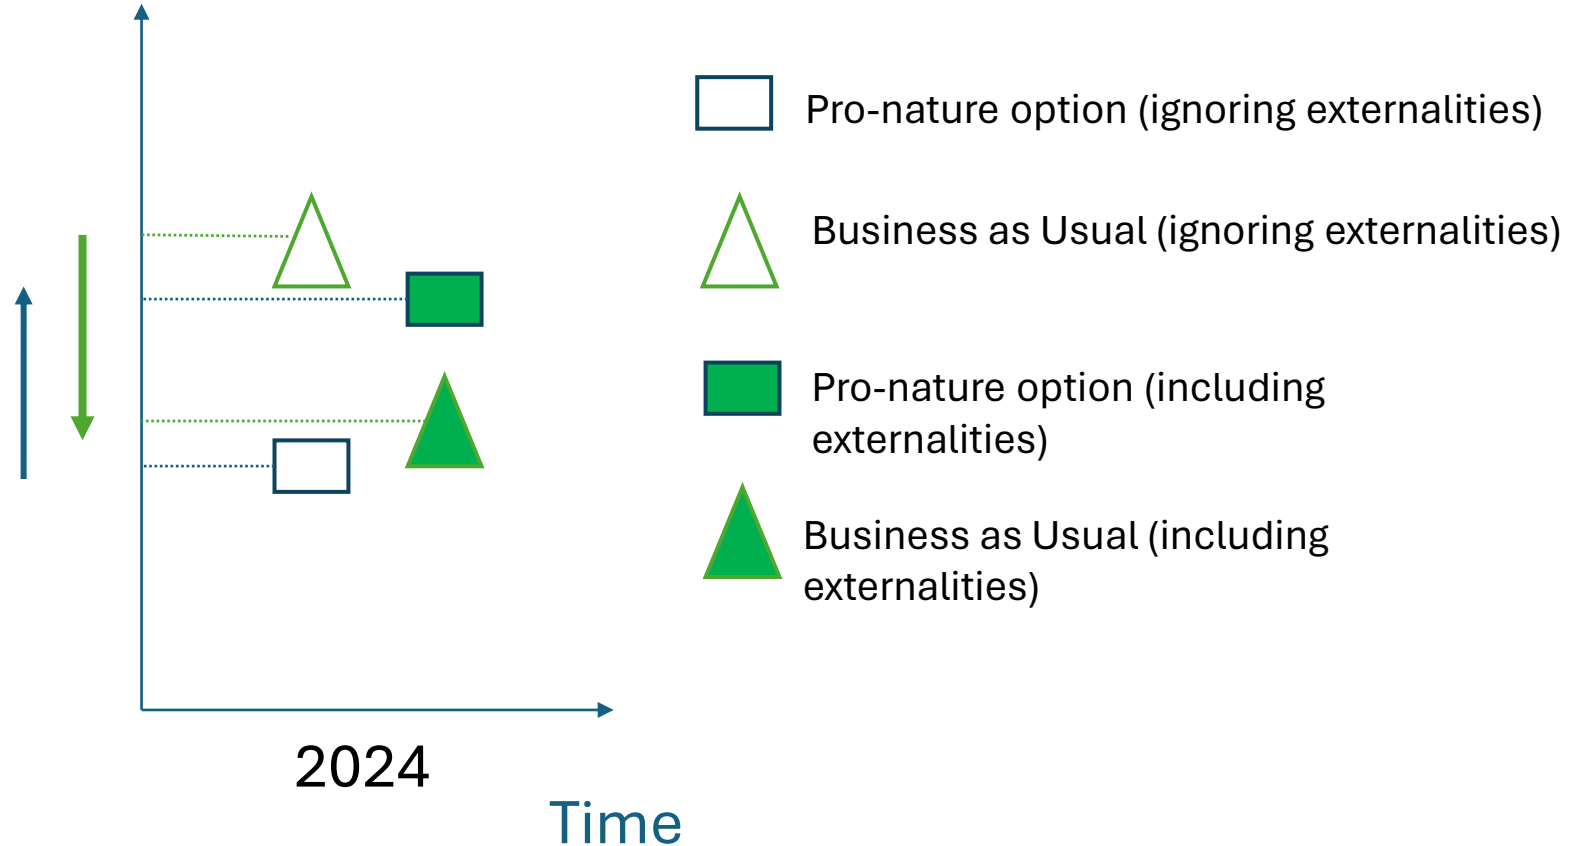 Pro-nature option (ignoring externalities)
Business as Usual (ignoring externalities)
Pro-nature option (including
externalities)
Business as Usual (including
externalities)
2024
Time